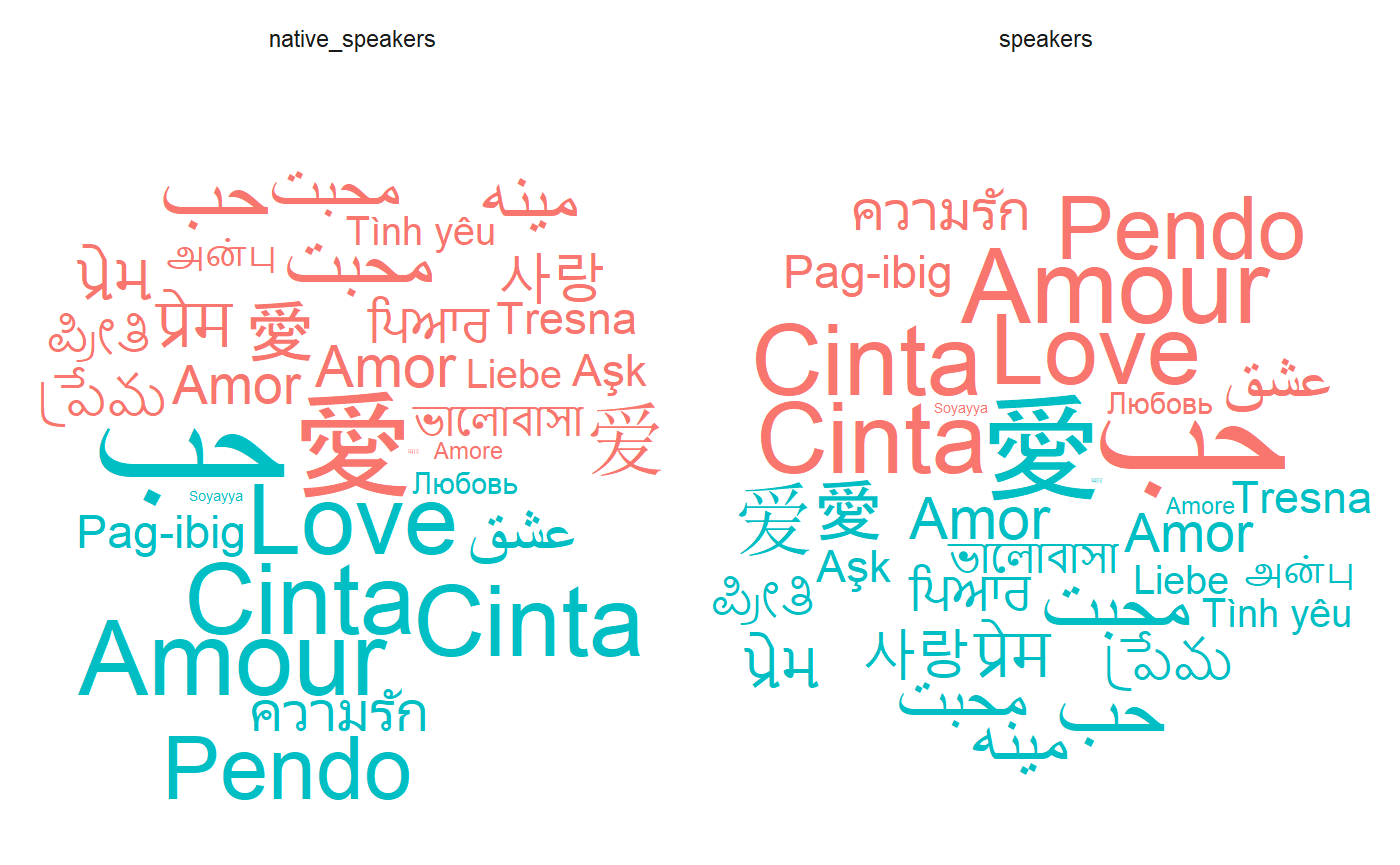 native_speakers
حب
محبت
مينه
Tình yêu
அன்பு
પ્રેમ
محبت
사랑
ಪ್ರೀತಿ
प्रेम
愛
ਪਿਆਰ
Tresna
ప్రేమ
Amor
Amor
Liebe
Aşk
愛
ভালোবাসা
爱
حب
Amore
Soyayya
Любовь
Pag-ibig
Love
عشق
Cinta
Cinta
Amour
ความรัก
Pendo
speakers
ความรัก
Pendo
Pag-ibig
Amour
Cinta
Love
عشق
Cinta
Soyayya
愛
Любовь
حب
爱
愛
Amor
Amore
Tresna
Amor
Aşk
ভালোবাসা
Liebe
அன்பு
ಪ್ರೀತಿ
ਪਿਆਰ
محبت
Tình yêu
પ્રેમ
사랑
प्रेम
ప్రేమ
محبت
حب
مينه